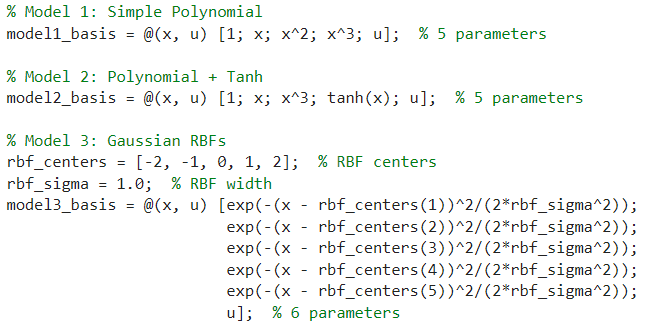 % Model 1: Simple Polynomial
model1_basis = @(x, u) [1; x; x^2; x^3; u];  % 5 parameters
% Model 2: Polynomial + Tanh
model2_basis = @(x, u) [1; x; x^3; tanh(x); u];  % 5 parameters
% Model 3: Gaussian RBFs
rbf_centers = [-2, -1, 0, 1, 2];  % RBF centers
rbf_sigma = 1.0;  % RBF width
model3_basis = @(x, u) [exp(-(x - rbf_centers(1))^2/(2*rbf_sigma^2));
exp(-(x - rbf_centers(2))^2/(2*rbf_sigma^2));
exp(-(x - rbf_centers(3))^2/(2*rbf_sigma^2));
exp(-(x - rbf_centers(4))^2/(2*rbf_sigma^2));
exp(-(x - rbf_centers(5))^2/(2*rbf_sigma^2));
u];  % 6 parameters